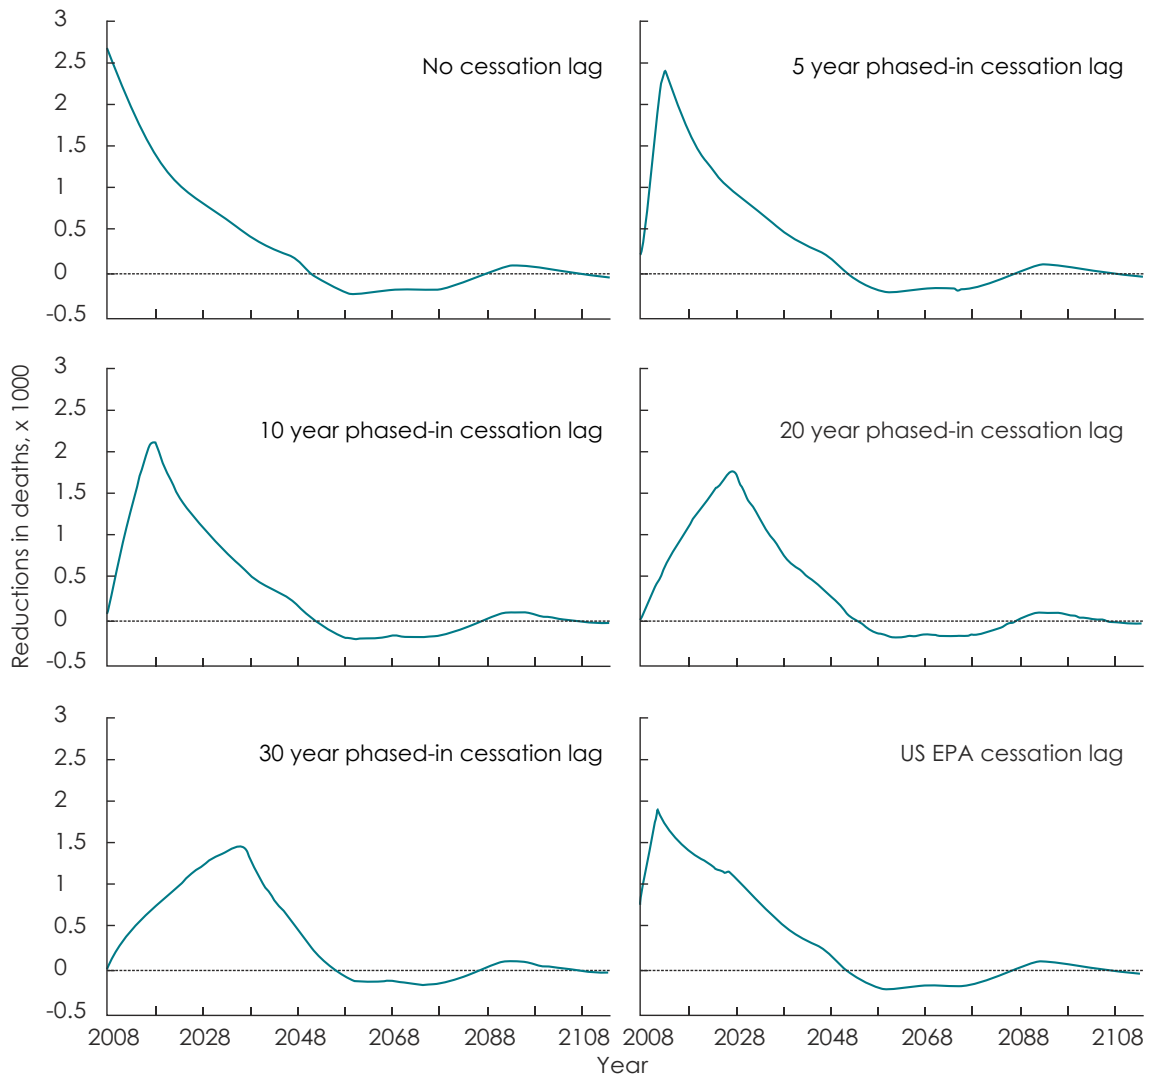 3
2.5
2
1.5
1
0.5
0
-0.5
No cessation lag
5 year phased-in cessation lag
3
2.5
2
1.5
1
0.5
0
-0.5
10 year phased-in cessation lag
20 year phased-in cessation lag
Reductions in deaths, x 1000
3
2.5
2
1.5
1
0.5
0
-0.5
30 year phased-in cessation lag
US EPA cessation lag
2008 2028 2048 2068 2088 2108 2008 2028 2048 2068 2088 2108
Year